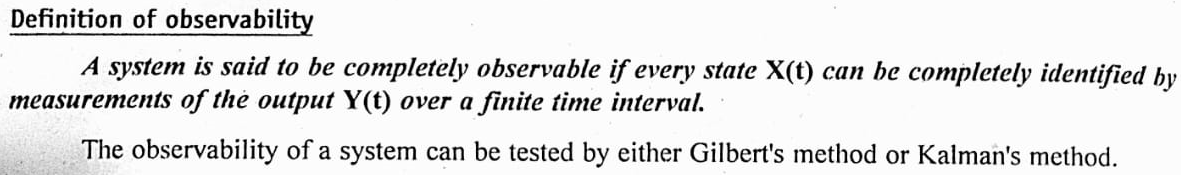 Definition of observability
A system is said to be completely observable if every state X(t) can be completely identified by
measurements of the output Y(t) over a finite time interval.
The observability of a system can be tested by either Gilbert's method or Kalman's method.